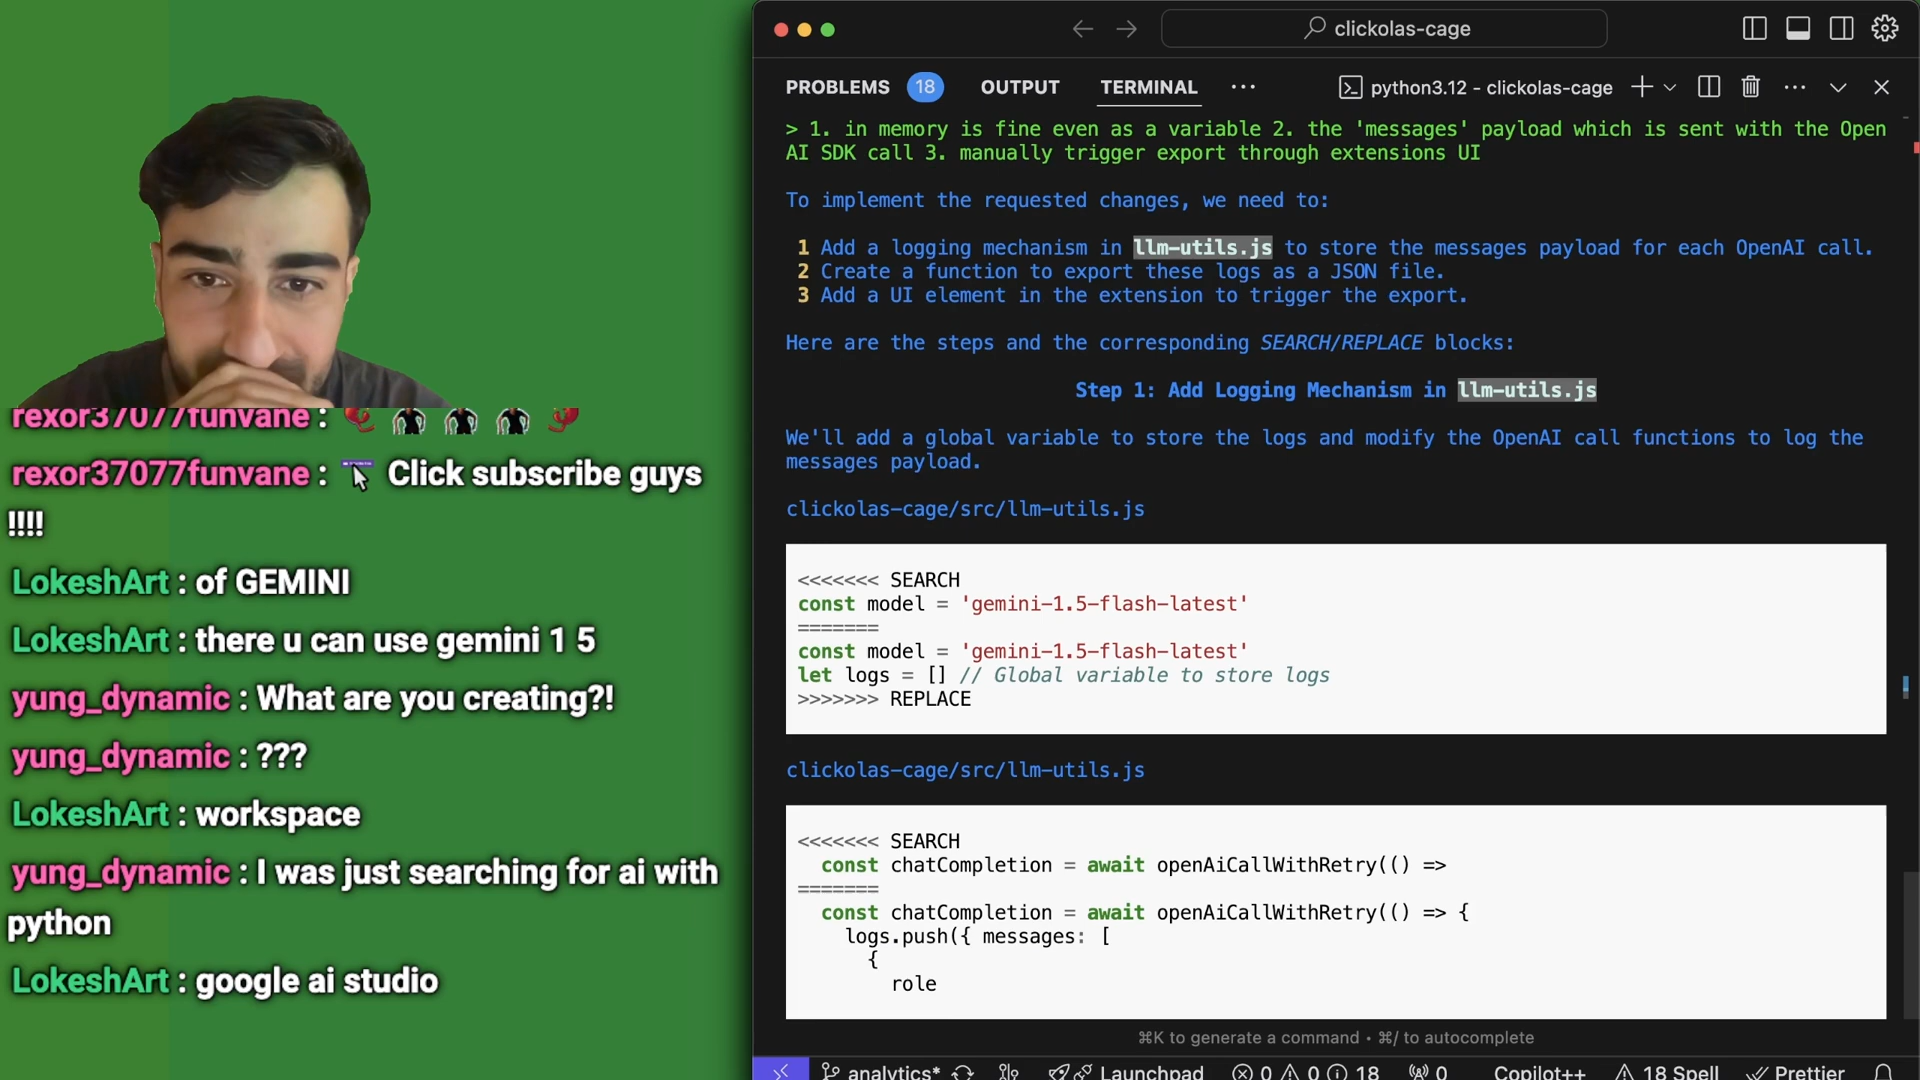 rexor37077funvane :
rexor37077funvane : Click subscribe guys
!!!!
LokeshArt : of GEMINI
LokeshArt : there u can use gemini 1 5
yung_dynamic : What are you creating?!
yung_dynamic : ???
LokeshArt : workspace
yung_dynamic : I was just searching for ai with
python
LokeshArt : google ai studio
clickolas-cage
PROBLEMS 18 OUTPUT TERMINAL ··· python3.12 - clickolas-cage
> 1. in memory is fine even as a variable 2. the 'messages' payload which is sent with the Open
AI SDK call 3. manually trigger export through extensions UI
To implement the requested changes, we need to:
1 Add a logging mechanism in llm-utils.js to store the messages payload for each OpenAI call.
2 Create a function to export these logs as a JSON file.
3 Add a UI element in the extension to trigger the export.
Here are the steps and the corresponding SEARCH/REPLACE blocks:
Step 1: Add Logging Mechanism in llm-utils.js
We'll add a global variable to store the logs and modify the OpenAI call functions to log the
messages payload.
clickolas-cage/src/llm-utils.js
<<<<<<< SEARCH
const model = 'gemini-1.5-flash-latest'
=======
const model = 'gemini-1.5-flash-latest'
let logs = [] // Global variable to store logs
>>>>>>> REPLACE
clickolas-cage/src/llm-utils.js
<<<<<<< SEARCH
const chatCompletion = await openAiCallWithRetry(() =>
=======
const chatCompletion = await openAiCallWithRetry(() => {
logs.push({ messages: [
{
role
⌘K to generate a command • ⌘/ to autocomplete
analytics* Launchpad 0 0 18 0 Copilot++ 18 Spell Prettier